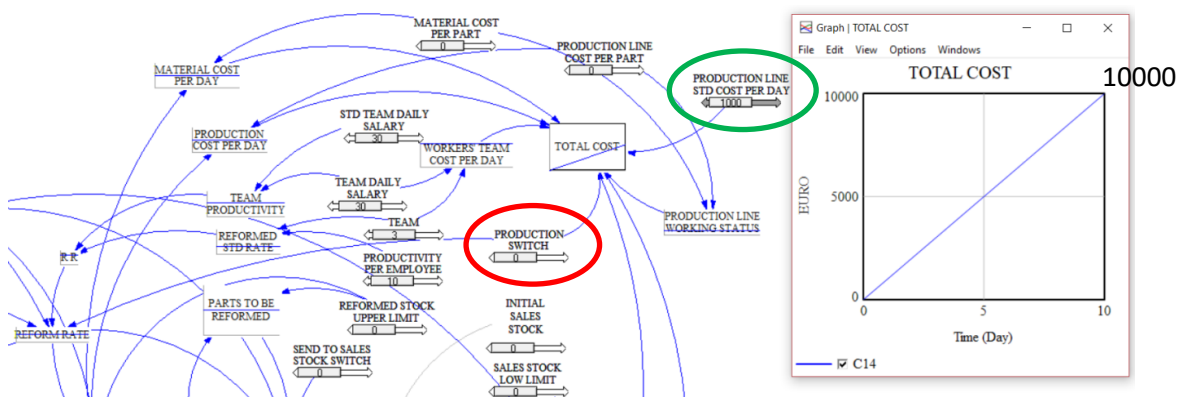 MATERIAL COST
PER PART
0
PRODUCTION LINE
COST PER PART
0
PRODUCTION LINE
STD COST PER DAY
1000
MATERIAL COST
PER DAY
STD TEAM DAILY
SALARY
30
PRODUCTION
COST PER DAY
WORKERS' TEAM
COST PER DAY
TOTAL COST
TEAM DAILY
SALARY
30
TEAM
PRODUCTIVITY
TEAM
3
PRODUCTION LINE
WORKING STATUS
REFORMED
STD RATE
PRODUCTION
SWITCH
0
R R
PRODUCTIVITY
PER EMPLOYEE
10
PARTS TO BE
REFORMED
REFORMED STOCK
UPPER LIMIT
0
INITIAL
SALES
STOCK
0
REFORM RATE
SEND TO SALES
STOCK SWITCH
0
SALES STOCK
LOW LIMIT
0
Graph | TOTAL COST
File Edit View Options Windows
TOTAL COST
10000
10000
5000
0
EURO
0 5 10
Time (Day)
C14